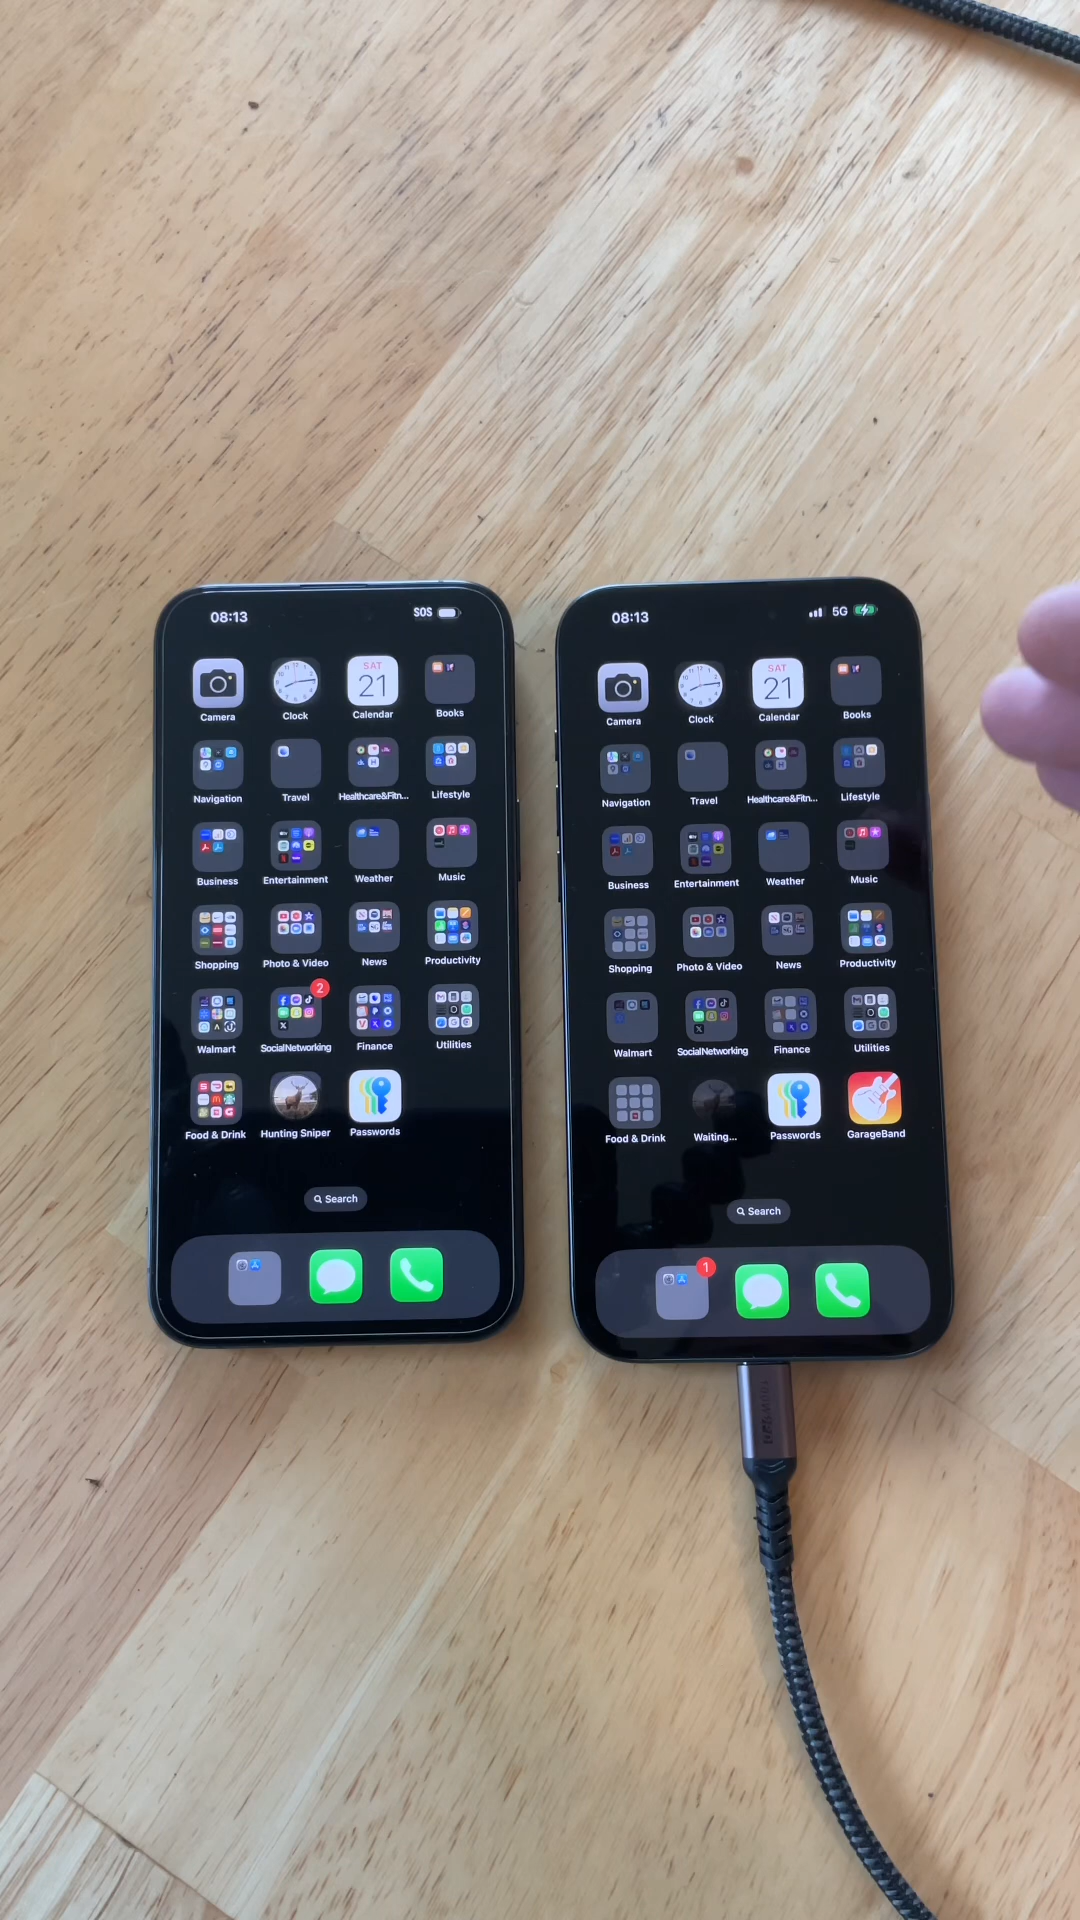 08:13
SOS
SAT
21
Camera
Clock
Calendar
Books
Navigation
Travel
Healthcare&Fitn...
Lifestyle
Business
Entertainment
Weather
Music
Shopping
Photo & Video
News
Productivity
2
Walmart
SocialNetworking
Finance
Utilities
Food & Drink
Hunting Sniper
Passwords
Search
08:13
5G
SAT
21
Camera
Clock
Calendar
Books
Navigation
Travel
Healthcare&Fitn...
Lifestyle
Business
Entertainment
Weather
Music
Shopping
Photo & Video
News
Productivity
Walmart
SocialNetworking
Finance
Utilities
Food & Drink
Waiting...
Passwords
GarageBand
Search
1